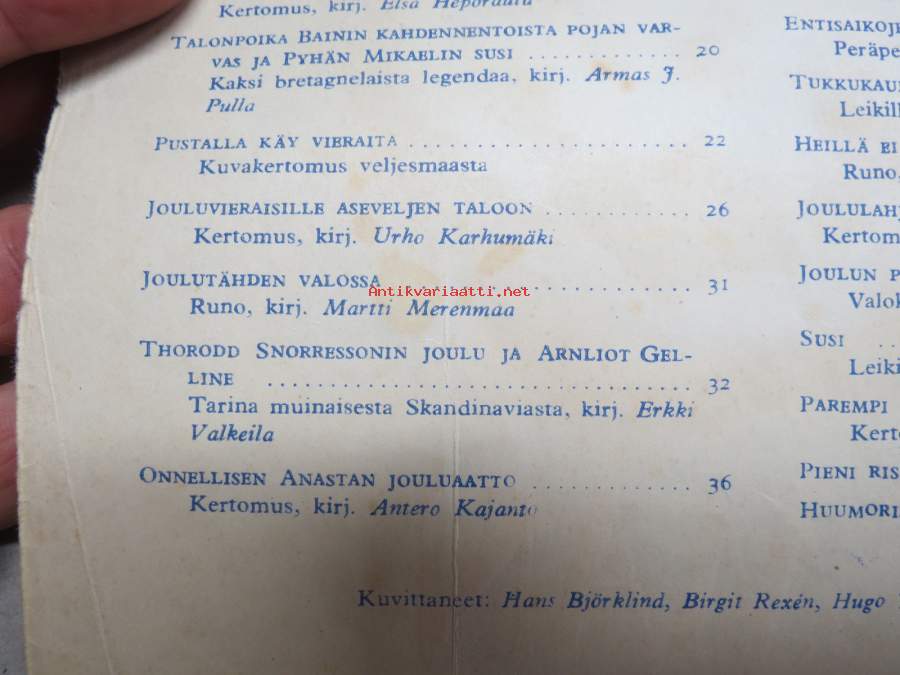 Kertomus, kirj. Elsa Heporauta
Talonpoika Bainin kahdennentoista pojan var-
vas ja Pyhän Mikaelin susi ............. 20
Kaksi bretagnelaista legendaa, kirj. Armas J.
Pulla
Pustalla käy vieraita ...................... 22
Kuvakertomus veljesmaasta
Jouluvieraisille aseveljen taloon ............ 26
Kertomus, kirj. Urho Karhumäki
Joulutähden valossa ...................... 31
Runo, kirj. Martti Merenmaa
Thorodd Snorressonin joulu ja Arnliot Gel-
line ................................... 32
Tarina muinaisesta Skandinaviasta, kirj. Erkki
Valkeila
Onnellisen Anastan jouluaatto ............. 36
Kertomus, kirj. Antero Kajanto
Entisaikoje
Peräpe
Tukkukau
Leikill
Heillä ei
Runo,
Joululahj
Kertom
Joulun p
Valok
Susi ..
Leiki
Parempi
Kert
Pieni ris
Huumori
Kuvittaneet: Hans Björklind, Birgit Rexén, Hugo
Antikvariaatti.net